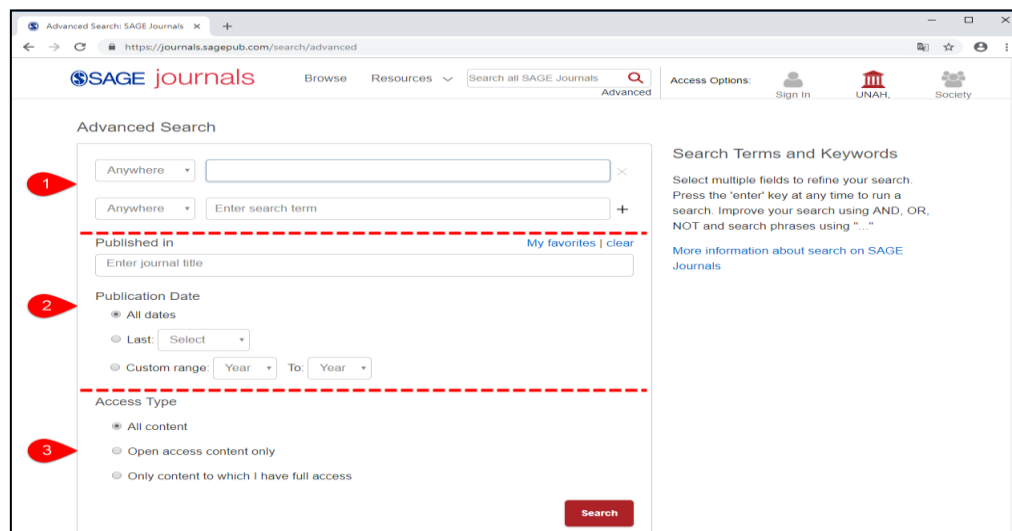 Advanced Search: SAGE Journals
https://journals.sagepub.com/search/advanced
SAGE journals
Browse
Resources
Search all SAGE Journals
Advanced
Access Options:
Sign In
UNAH,
Society
Advanced Search
1
Anywhere
Anywhere
Enter search term
Published in
My favorites | clear
Enter journal title
2
Publication Date
All dates
Last: Select
Custom range: Year To: Year
Access Type
All content
3
Open access content only
Only content to which I have full access
Search
Search Terms and Keywords
Select multiple fields to refine your search.
Press the 'enter' key at any time to run a
search. Improve your search using AND, OR,
NOT and search phrases using "..."
More information about search on SAGE
Journals